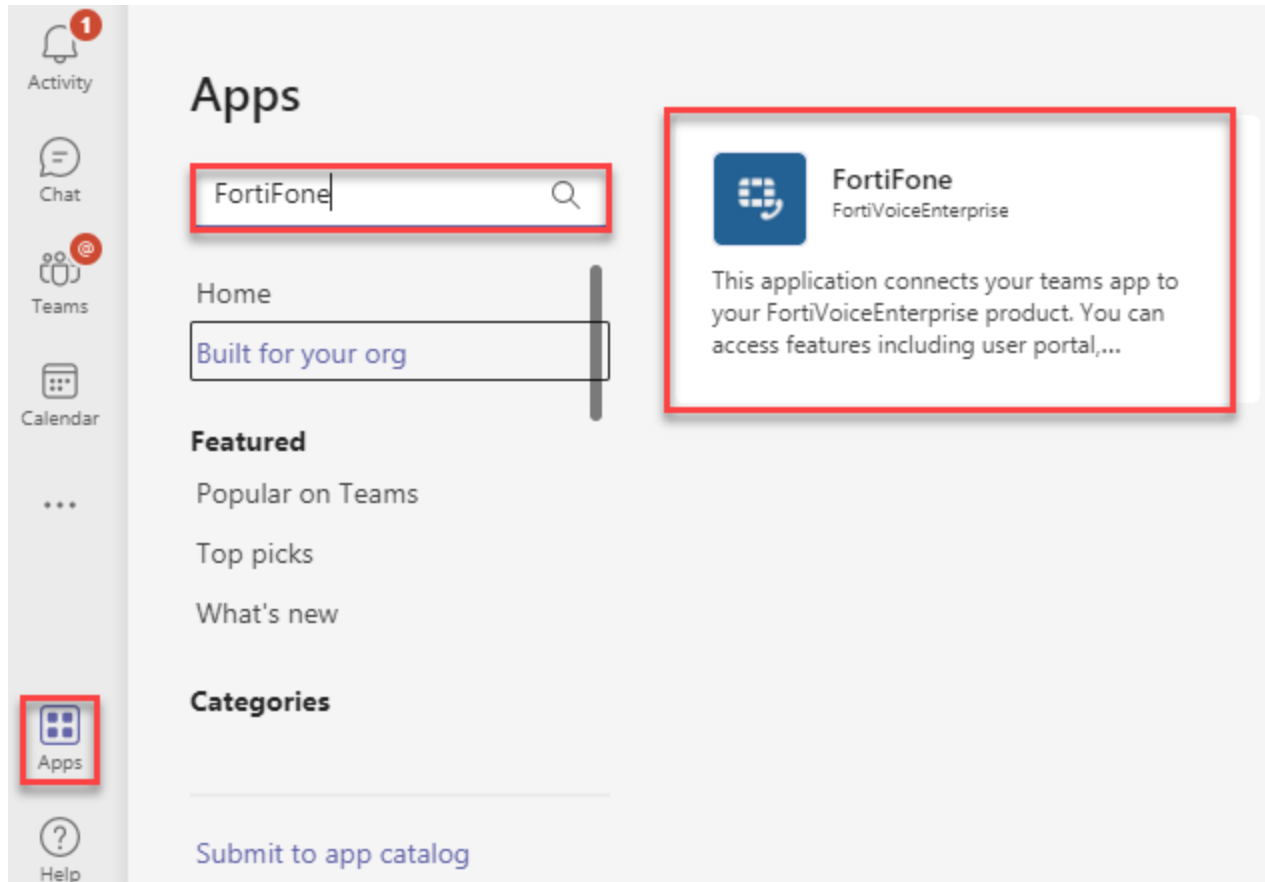 1
Activity
Chat
@
Teams
Calendar
...
Apps
Help
Apps
FortiFone
Home
Built for your org
Featured
Popular on Teams
Top picks
What's new
Categories
Submit to app catalog
FortiFone
FortiVoiceEnterprise
This application connects your teams app to
your FortiVoiceEnterprise product. You can
access features including user portal,...